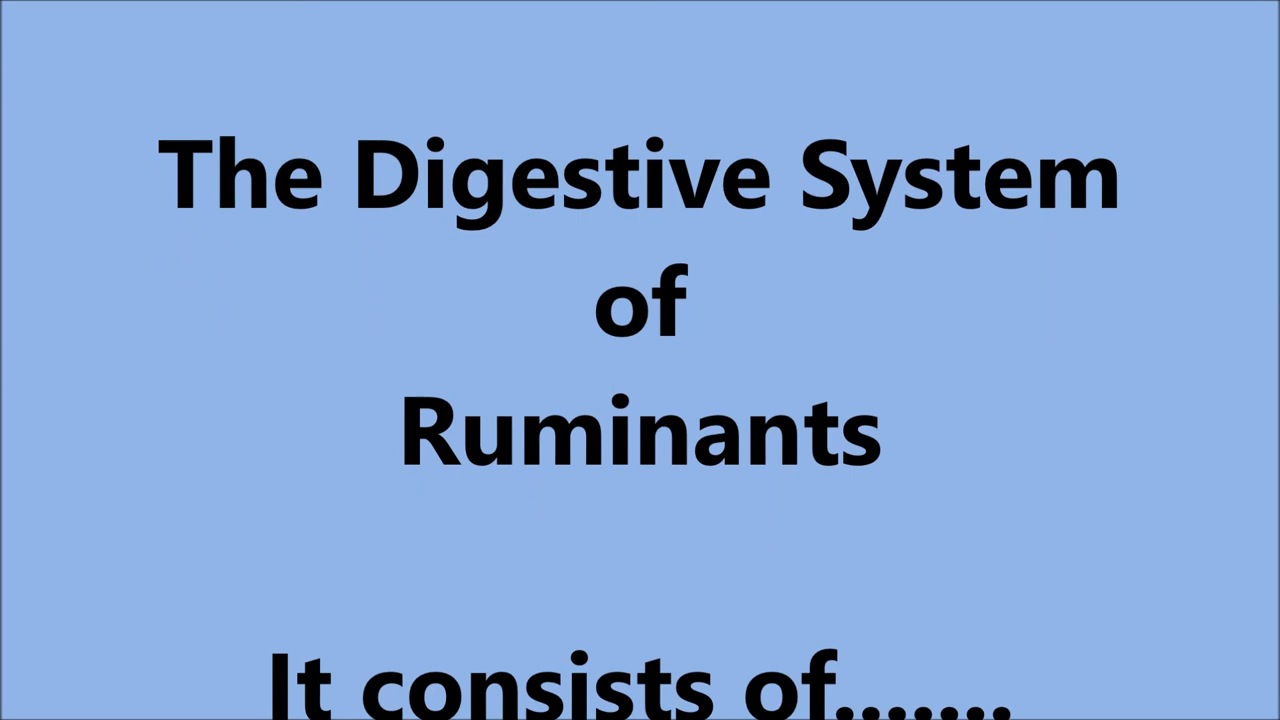 The Digestive System
of
Ruminants
It consists of.......